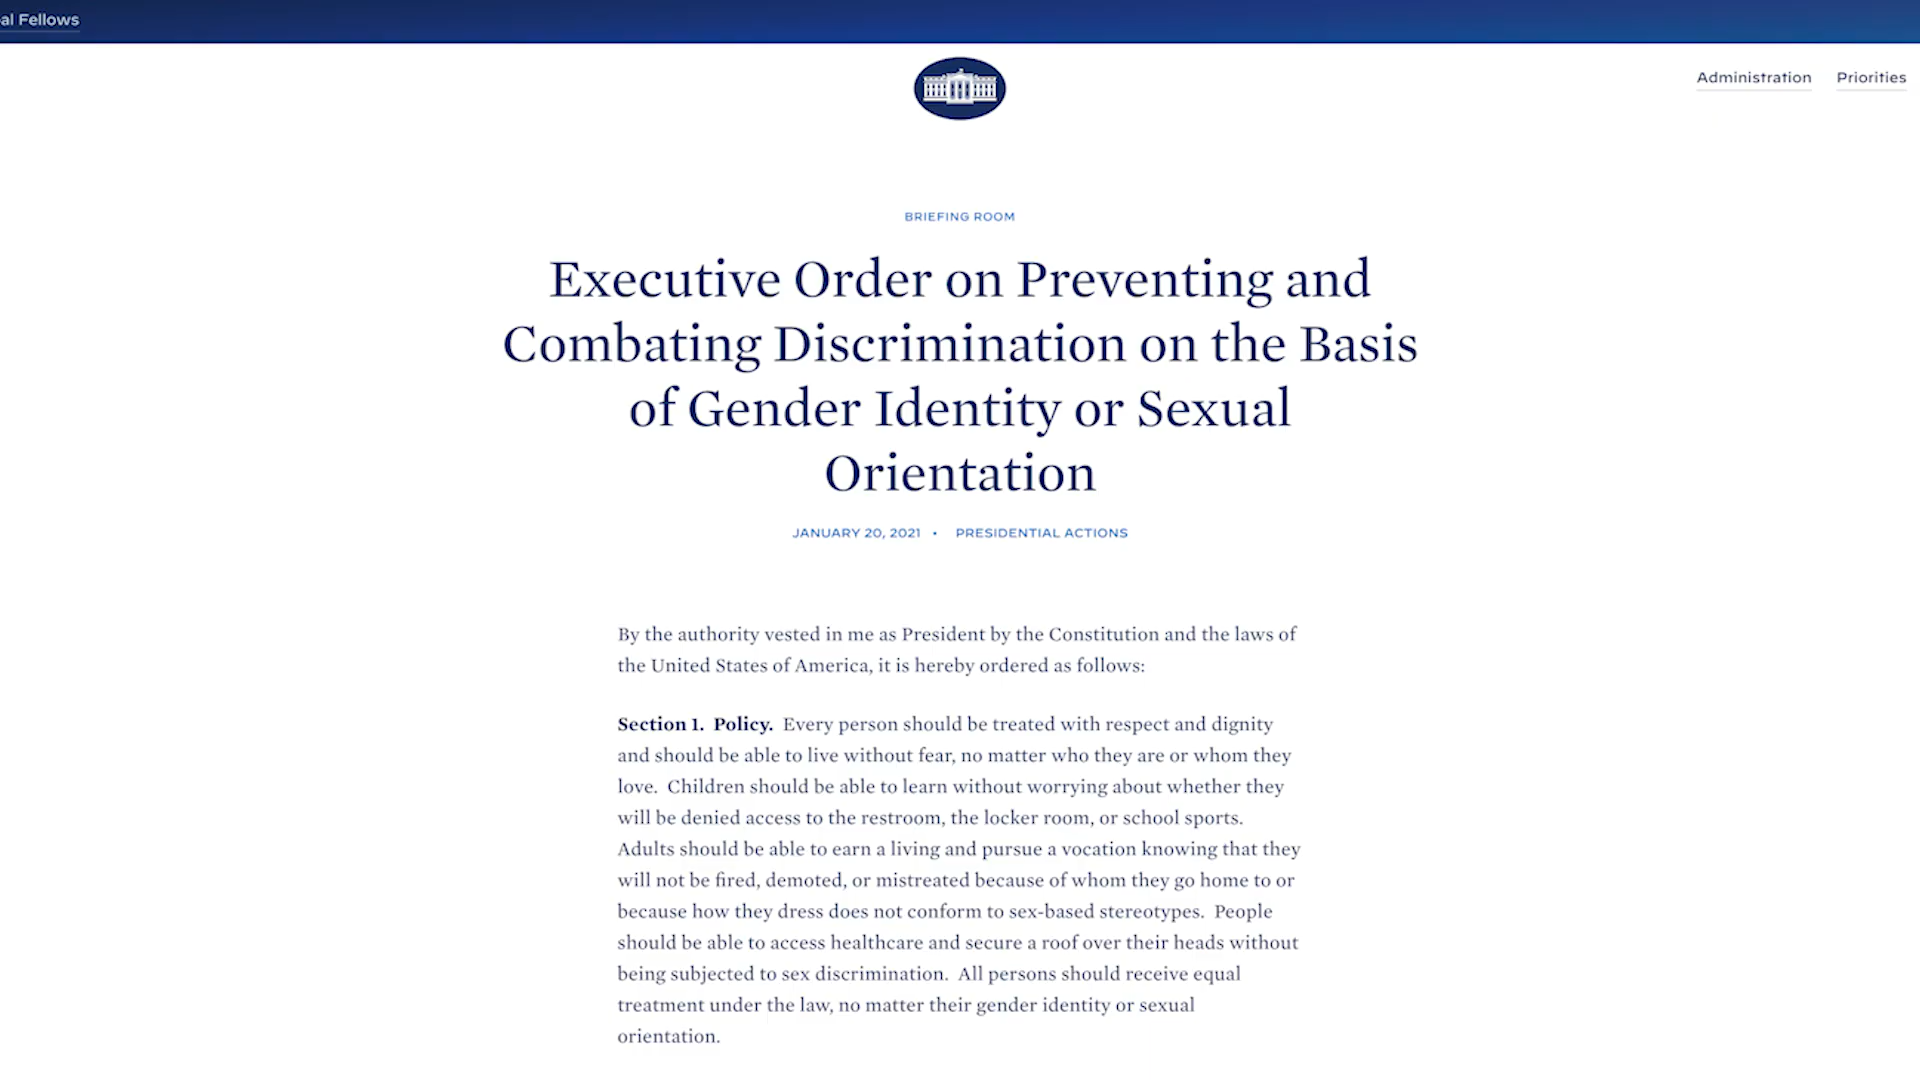 Fellows
Administration
Priorities
BRIEFING ROOM
Executive Order on Preventing and
Combating Discrimination on the Basis
of Gender Identity or Sexual
Orientation
JANUARY 20, 2021 • PRESIDENTIAL ACTIONS
By the authority vested in me as President by the Constitution and the laws of
the United States of America, it is hereby ordered as follows:
Section 1.  Policy.  Every person should be treated with respect and dignity
and should be able to live without fear, no matter who they are or whom they
love.  Children should be able to learn without worrying about whether they
will be denied access to the restroom, the locker room, or school sports.
Adults should be able to earn a living and pursue a vocation knowing that they
will not be fired, demoted, or mistreated because of whom they go home to or
because how they dress does not conform to sex-based stereotypes.  People
should be able to access healthcare and secure a roof over their heads without
being subjected to sex discrimination.  All persons should receive equal
treatment under the law, no matter their gender identity or sexual
orientation.